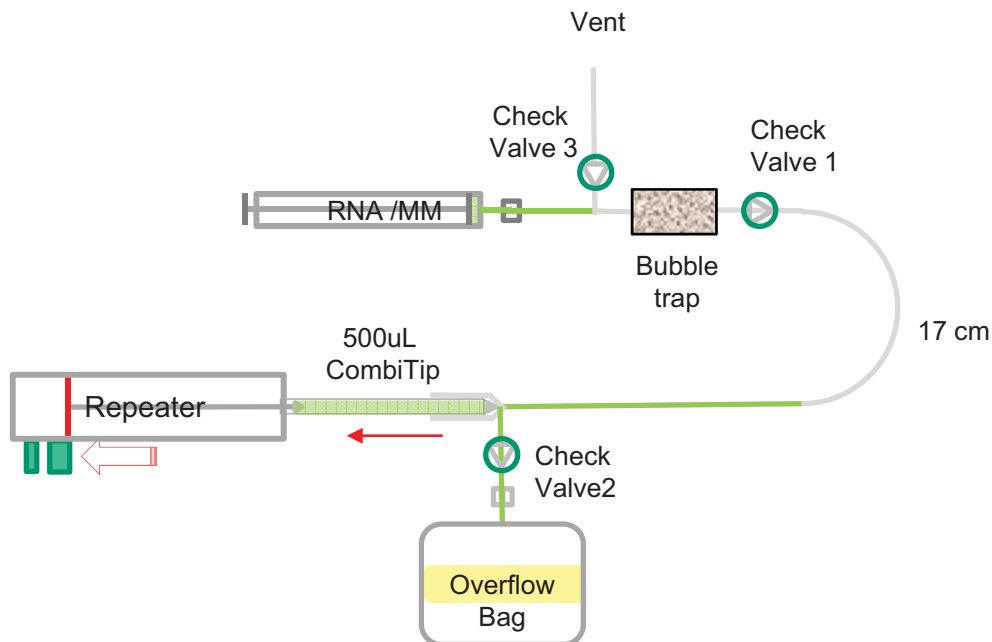 Vent
Check
Valve 3
Check
Valve 1
RNA /MM
Bubble
trap
17 cm
500uL
CombiTip
Repeater
Check
Valve2
Overflow
Bag